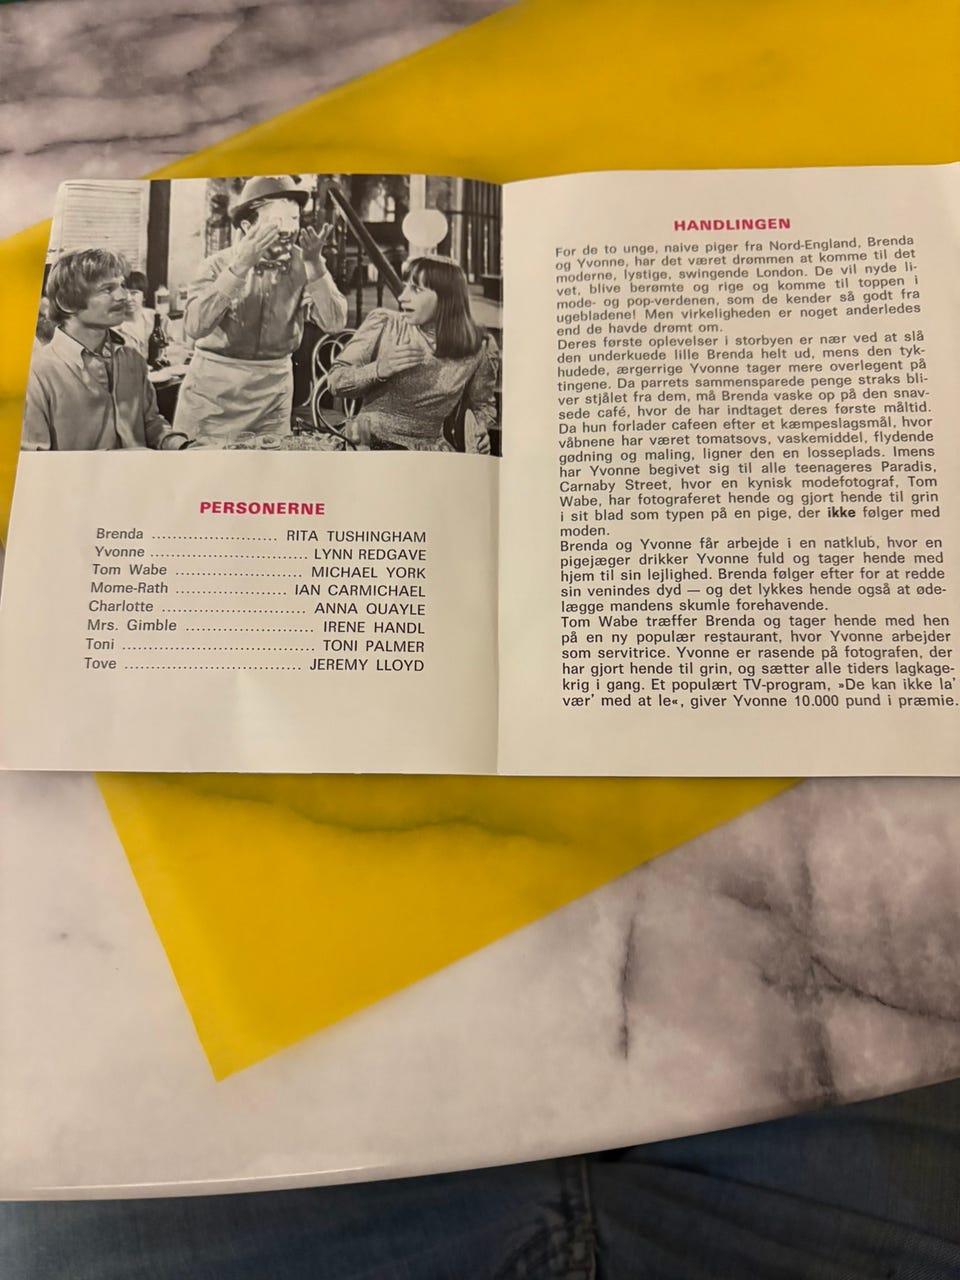 PERSONERNE
Brenda ........................ RITA TUSHINGHAM
Yvonne .............................. LYNN REDGAVE
Tom Wabe ........................ MICHAEL YORK
Mome-Rath .................... IAN CARMICHAEL
Charlotte ........................... ANNA QUAYLE
Mrs. Gimble ........................ IRENE HANDL
Toni ................................... TONI PALMER
Tove ................................. JEREMY LLOYD
HANDLINGEN
For de to unge, naive piger fra Nord-England, Brenda
og Yvonne, har det været drømmen at komme til det
moderne, lystige, swingende London. De vil nyde li-
vet, blive berømte og rige og komme til toppen i
mode- og pop-verdenen, som de kender så godt fra
ugebladene! Men virkeligheden er noget anderledes
end de havde drømt om.
Deres første oplevelser i storbyen er nær ved at slå
den underkuede lille Brenda helt ud, mens den tyk-
hudede, ærgerrige Yvonne tager mere overlegent på
tingene. Da parrets sammensparede penge straks bli-
ver stjålet fra dem, må Brenda vaske op på den snav-
sede café, hvor de har indtaget deres første måltid.
Da hun forlader cafeen efter et kæmpeslagsmål, hvor
våbnene har været tomatsovs, vaskemiddel, flydende
gødning og maling, ligner den en losseplads. Imens
har Yvonne begivet sig til alle teenageres Paradis,
Carnaby Street, hvor en kynisk modefotograf, Tom
Wabe, har fotograferet hende og gjort hende til grin
i sit blad som typen på en pige, der ikke følger med
moden.
Brenda og Yvonne får arbejde i en natklub, hvor en
pigejæger drikker Yvonne fuld og tager hende med
hjem til sin lejlighed. Brenda følger efter for at redde
sin venindes dyd — og det lykkes hende også at øde-
lægge mandens skumle forehavende.
Tom Wabe træffer Brenda og tager hende med hen
på en ny populær restaurant, hvor Yvonne arbejder
som servitrice. Yvonne er rasende på fotografen, der
har gjort hende til grin, og sætter alle tiders lagkage-
krig i gang. Et populært TV-program, »De kan ikke la'
vær' med at le«, giver Yvonne 10.000 pund i præmie.